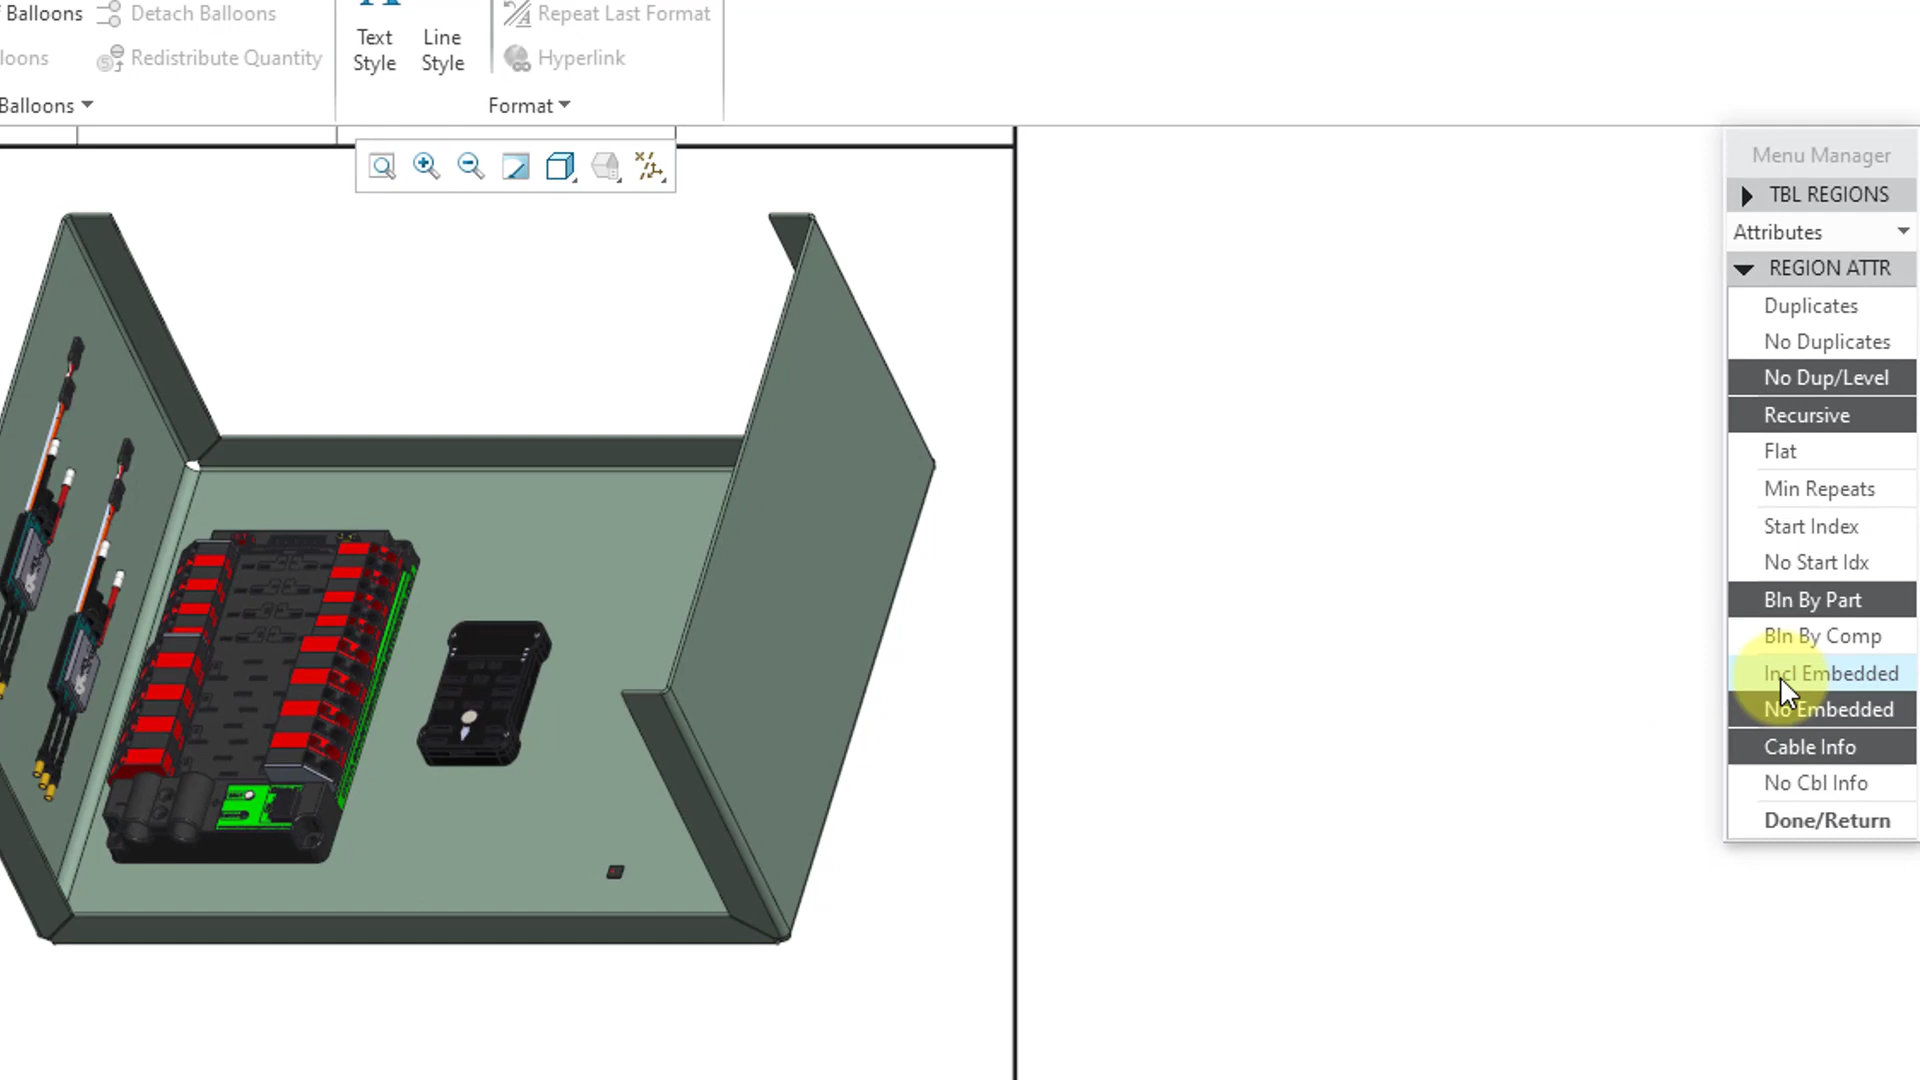 Balloons Detach Balloons
loons Redistribute Quantity
Balloons
Text
Style
Line
Style
Repeat Last Format
Hyperlink
Format
Menu Manager
TBL REGIONS
Attributes
REGION ATTR
Duplicates
No Duplicates
No Dup/Level
Recursive
Flat
Min Repeats
Start Index
No Start Idx
Bln By Part
Bln By Comp
Incl Embedded
No Embedded
Cable Info
No Cbl Info
Done/Return